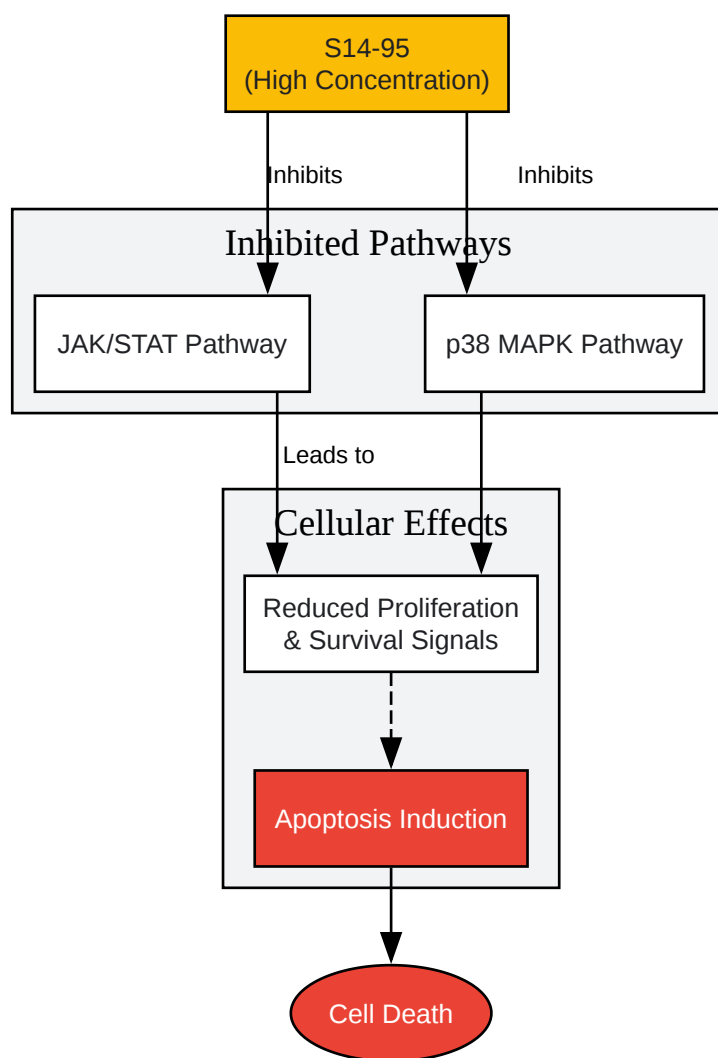 S14-95
(High Concentration)
Inhibits
Inhibits
Inhibited Pathways
JAK/STAT Pathway
p38 MAPK Pathway
Leads to
Cellular Effects
Reduced Proliferation
& Survival Signals
Apoptosis Induction
Cell Death